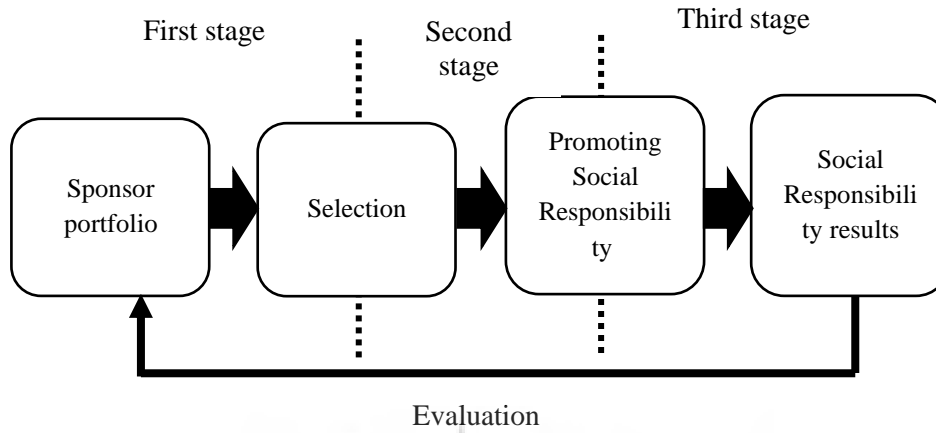 First stage
Second
stage
Third stage
Sponsor
portfolio
Selection
Promoting
Social
Responsibili
ty
Social
Responsibili
ty results
Evaluation